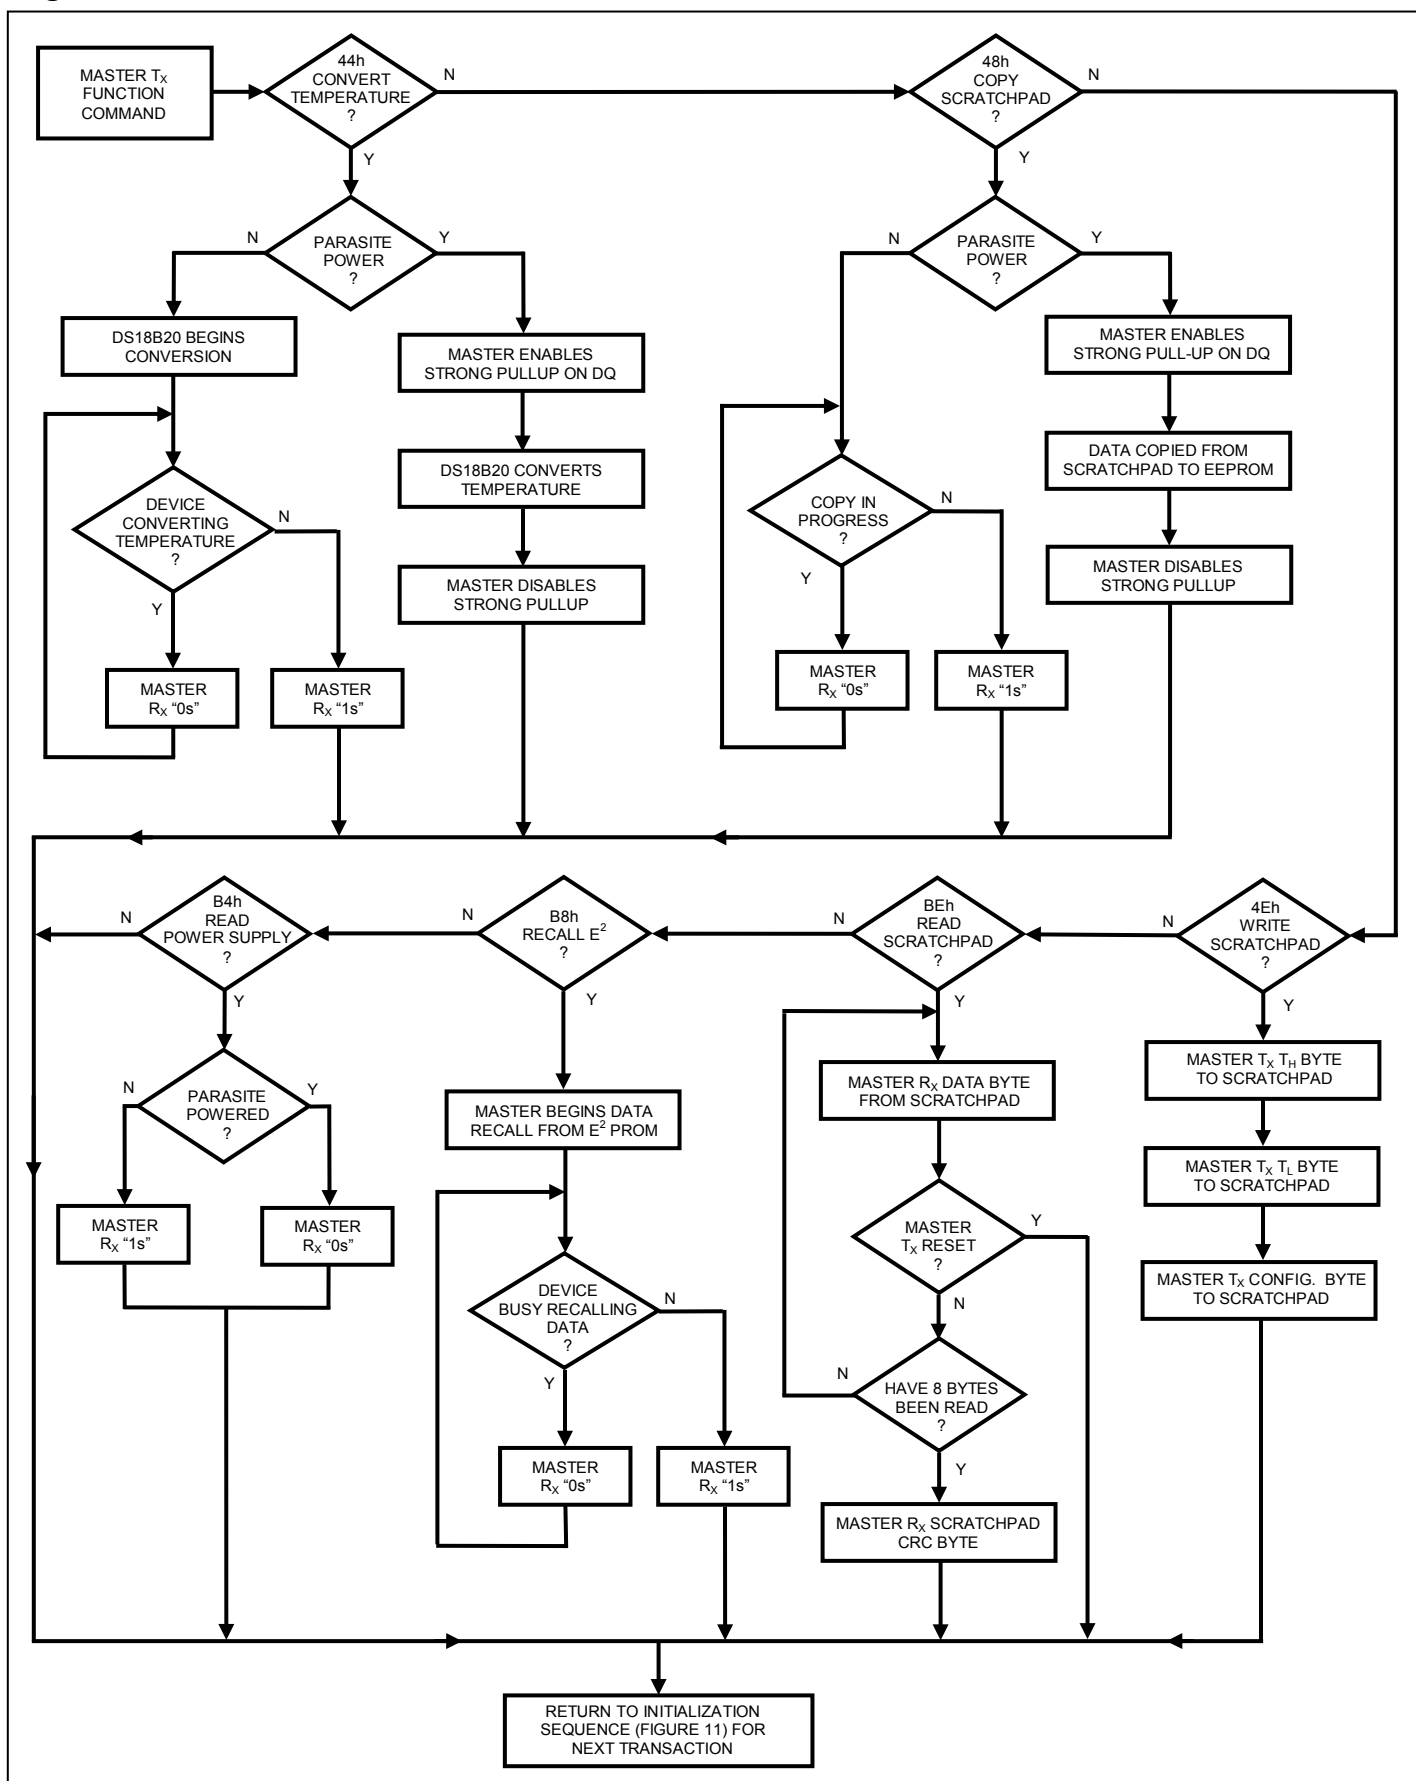 MASTER TX
FUNCTION
COMMAND
44h
CONVERT
TEMPERATURE
?
N
Y
48h
COPY
SCRATCHPAD
?
N
Y
PARASITE
POWER
?
N
Y
DS18B20 BEGINS
CONVERSION
MASTER ENABLES
STRONG PULLUP ON DQ
DS18B20 CONVERTS
TEMPERATURE
MASTER DISABLES
STRONG PULLUP
DEVICE
CONVERTING
TEMPERATURE
?
N
Y
MASTER
RX “0s”
MASTER
RX “1s”
PARASITE
POWER
?
N
Y
MASTER ENABLES
STRONG PULL-UP ON DQ
DATA COPIED FROM
SCRATCHPAD TO EEPROM
MASTER DISABLES
STRONG PULLUP
COPY IN
PROGRESS
?
N
Y
MASTER
RX “0s”
MASTER
RX “1s”
B4h
READ
POWER SUPPLY
?
N
Y
PARASITE
POWERED
?
N
Y
MASTER
RX “1s”
MASTER
RX “0s”
B8h
RECALL E2
?
N
Y
MASTER BEGINS DATA
RECALL FROM E2 PROM
DEVICE
BUSY RECALLING
DATA
?
N
Y
MASTER
RX “0s”
MASTER
RX “1s”
BEh
READ
SCRATCHPAD
?
N
Y
MASTER RX DATA BYTE
FROM SCRATCHPAD
MASTER
TX RESET
?
Y
N
HAVE 8 BYTES
BEEN READ
?
N
Y
MASTER RX SCRATCHPAD
CRC BYTE
4Eh
WRITE
SCRATCHPAD
?
N
Y
MASTER TX TH BYTE
TO SCRATCHPAD
MASTER TX TL BYTE
TO SCRATCHPAD
MASTER TX CONFIG. BYTE
TO SCRATCHPAD
RETURN TO INITIALIZATION
SEQUENCE (FIGURE 11) FOR
NEXT TRANSACTION